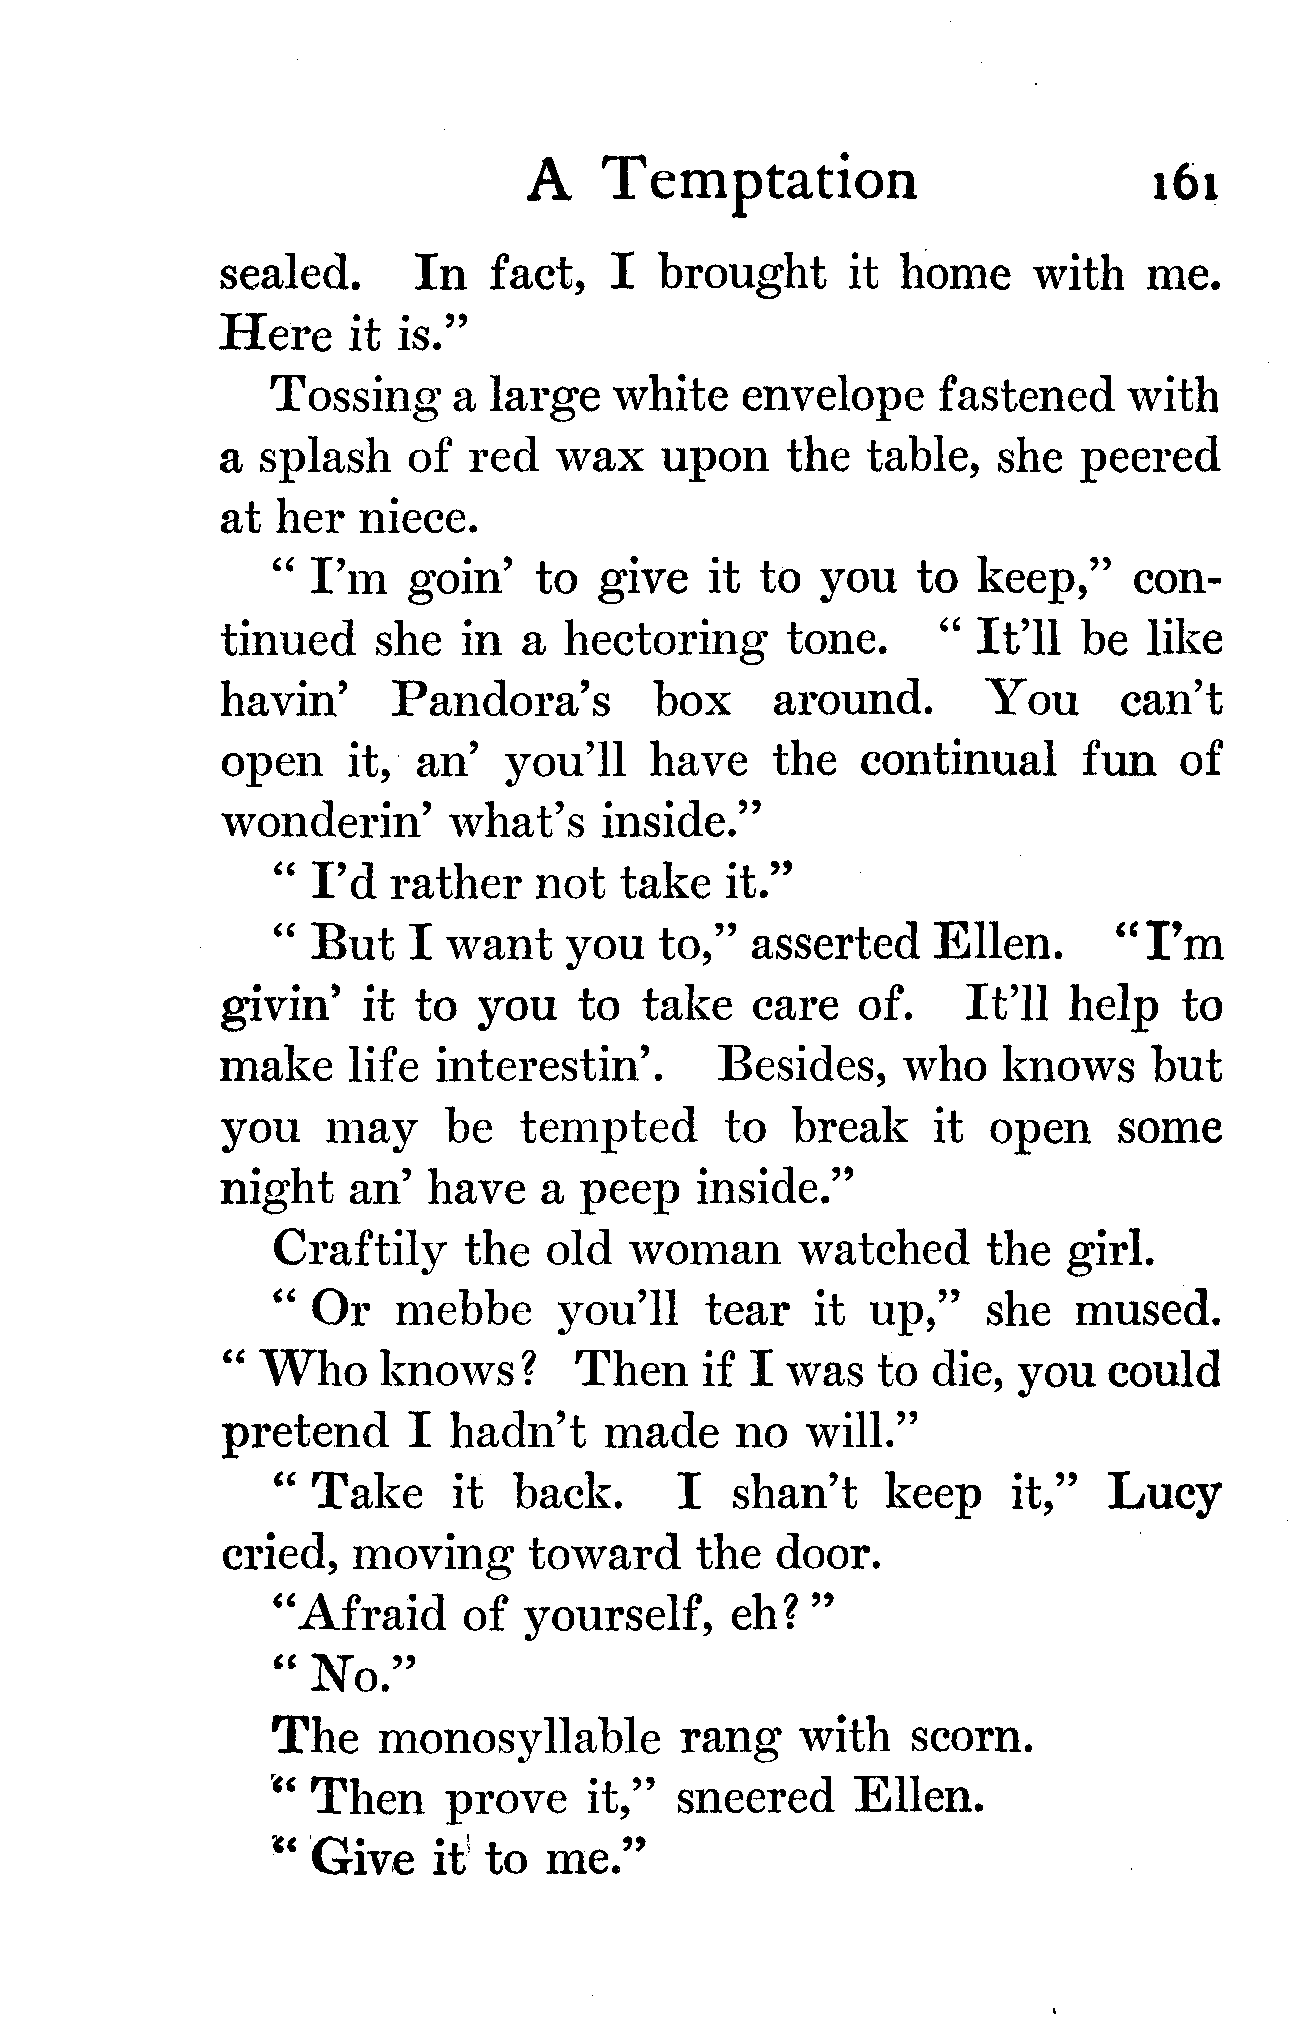 A Temptation 161
sealed. In fact, I brought it home with me.
Here it is."
Tossing a large white envelope fastened with
a splash of red wax upon the table, she peered
at her niece.
" I'm goin' to give it to you to keep," con-
tinued she in a hectoring tone. " It'll be like
havin' Pandora's box around. You can't
open it, an' you'll have the continual fun of
wonderin' what's inside."
" I'd rather not take it."
" But I want you to," asserted Ellen. "I'm
givin' it to you to take care of. It'll help to
make life interestin'. Besides, who knows but
you may be tempted to break it open some
night an' have a peep inside."
Craftily the old woman watched the girl.
" Or mebbe you'll tear it up," she mused.
" Who knows? Then if I was to die, you could
pretend I hadn't made no will."
" Take it back. I shan't keep it," Lucy
cried, moving toward the door.
"Afraid of yourself, eh? "
" No."
The monosyllable rang with scorn.
" Then prove it," sneered Ellen.
" Give it to me."